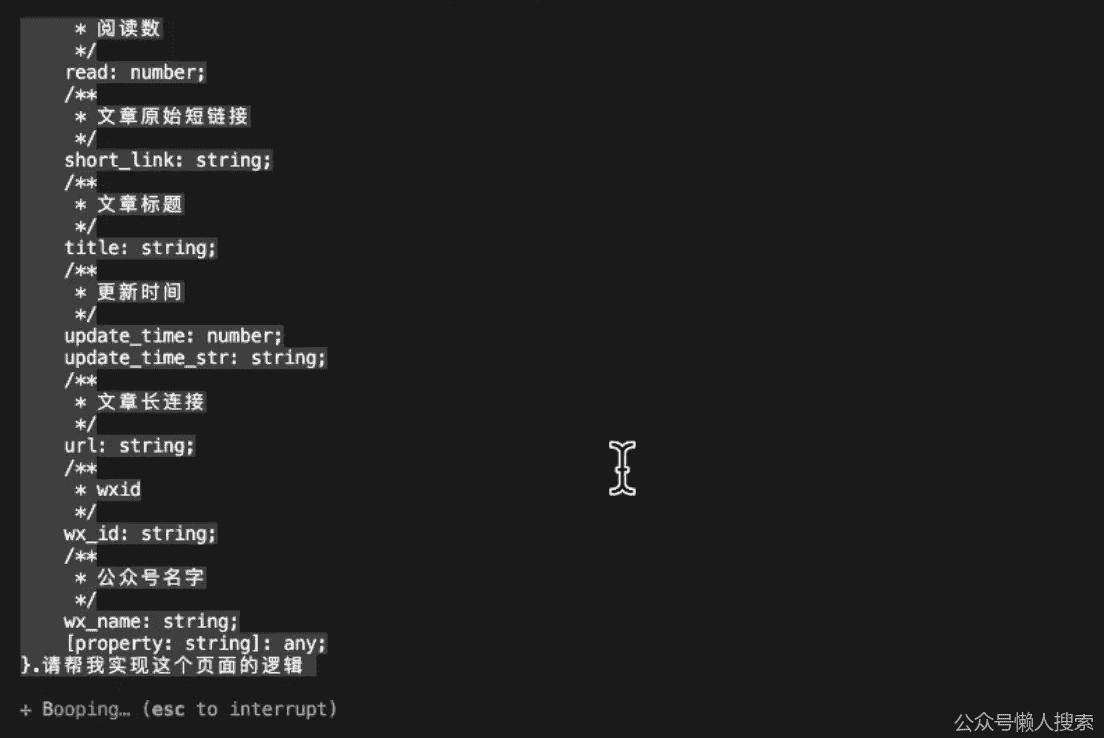 * 阅读数
*/
read: number;
/**
* 文章原始短链接
*/
short_link: string;
/**
* 文章标题
*/
title: string;
/**
* 更新时间
*/
update_time: number;
update_time_str: string;
/**
* 文章长连接
*/
url: string;
/**
* wxid
*/
wx_id: string;
/**
* 公众号名字
*/
wx_name: string;
[property: string]: any;
}.请帮我实现这个页面的逻辑
÷ Booping… (esc to interrupt)
公众号懒人搜索